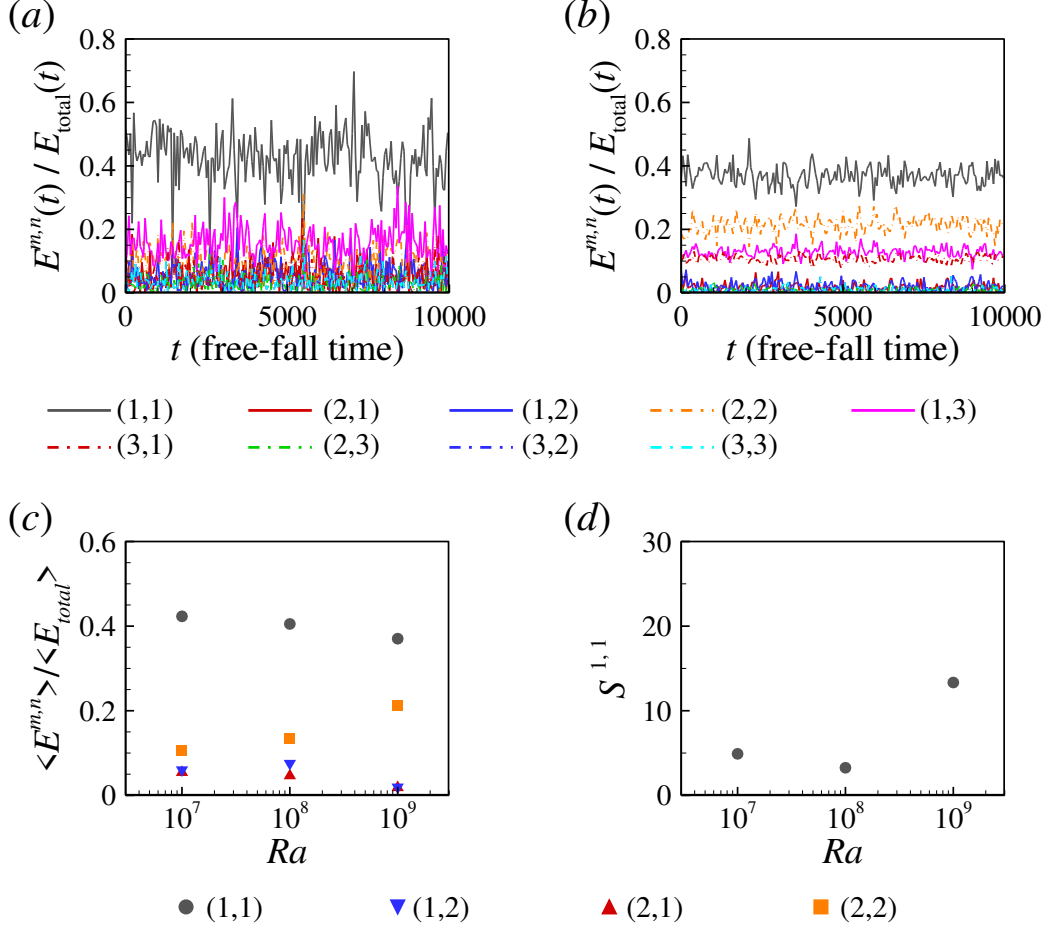 (a)
E^{m,n}(t) / E_total(t)
0.8
0.6
0.4
0.2
0
0
5000
10000
t (free-fall time)
(b)
E^{m,n}(t) / E_total(t)
0.8
0.6
0.4
0.2
0
0
5000
10000
t (free-fall time)
(1,1) (2,1) (1,2) (2,2) (1,3)
(3,1) (2,3) (3,2) (3,3)
(c)
<E^{m,n}>/<E_total>
0.6
0.4
0.2
0
10^7
10^8
10^9
Ra
(d)
S^{1,1}
30
20
10
0
10^7
10^8
10^9
Ra
(1,1) (1,2) (2,1) (2,2)